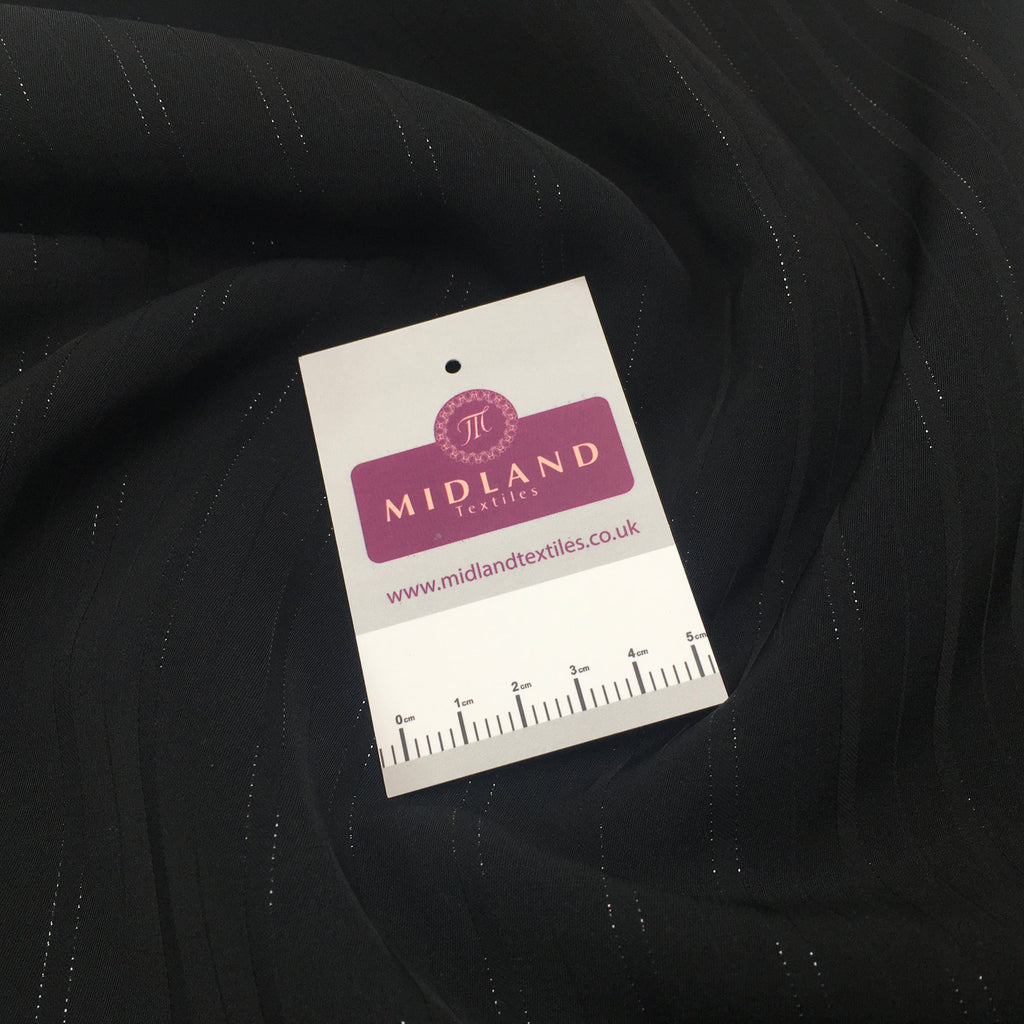 M
MIDLAND
Textiles
www.midlandtextiles.co.uk
0cm 1cm 2cm 3cm 4cm 5cm